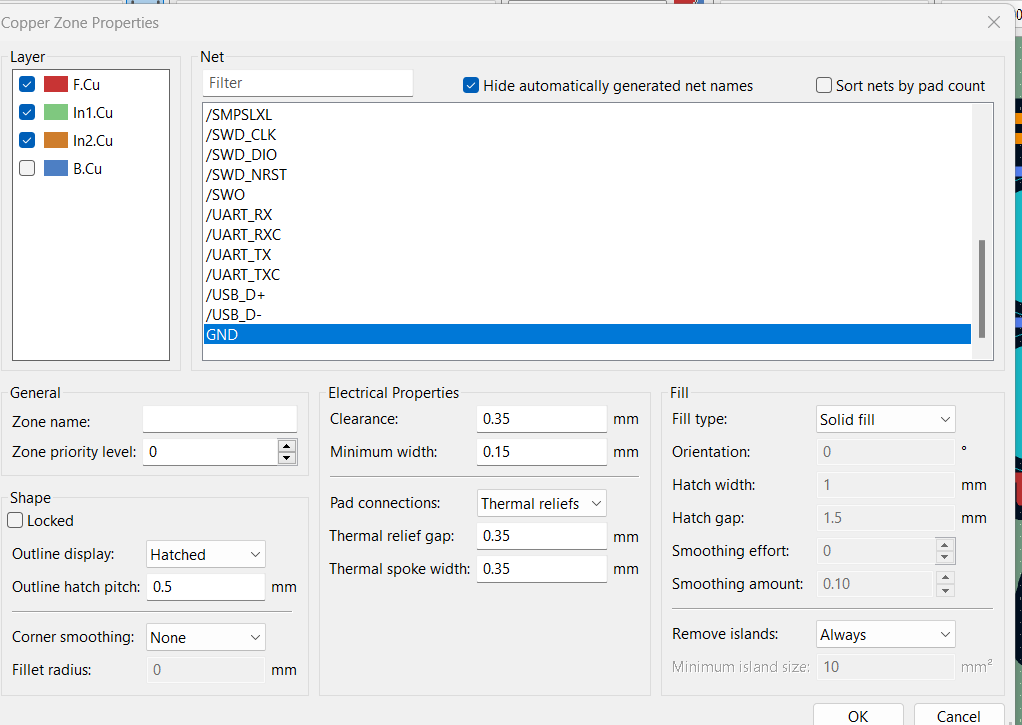 Copper Zone Properties
00
Layer
F.Cu
In1.Cu
In2.Cu
B.Cu
Net
Filter
Hide automatically generated net names
Sort nets by pad count
/SMPSLXL
/SWD_CLK
/SWD_DIO
/SWD_NRST
/SWO
/UART_RX
/UART_RXC
/UART_TX
/UART_TXC
/USB_D+
/USB_D-
GND
General
Zone name:
Zone priority level: 0
Shape
Locked
Outline display: Hatched
Outline hatch pitch: 0.5 mm
Corner smoothing: None
Fillet radius: 0 mm
Electrical Properties
Clearance: 0.35 mm
Minimum width: 0.15 mm
Pad connections: Thermal reliefs
Thermal relief gap: 0.35 mm
Thermal spoke width: 0.35 mm
Fill
Fill type: Solid fill
Orientation: 0 °
Hatch width: 1 mm
Hatch gap: 1.5 mm
Smoothing effort: 0
Smoothing amount: 0.10
Remove islands: Always
Minimum island size: 10 mm²
OK
Cancel